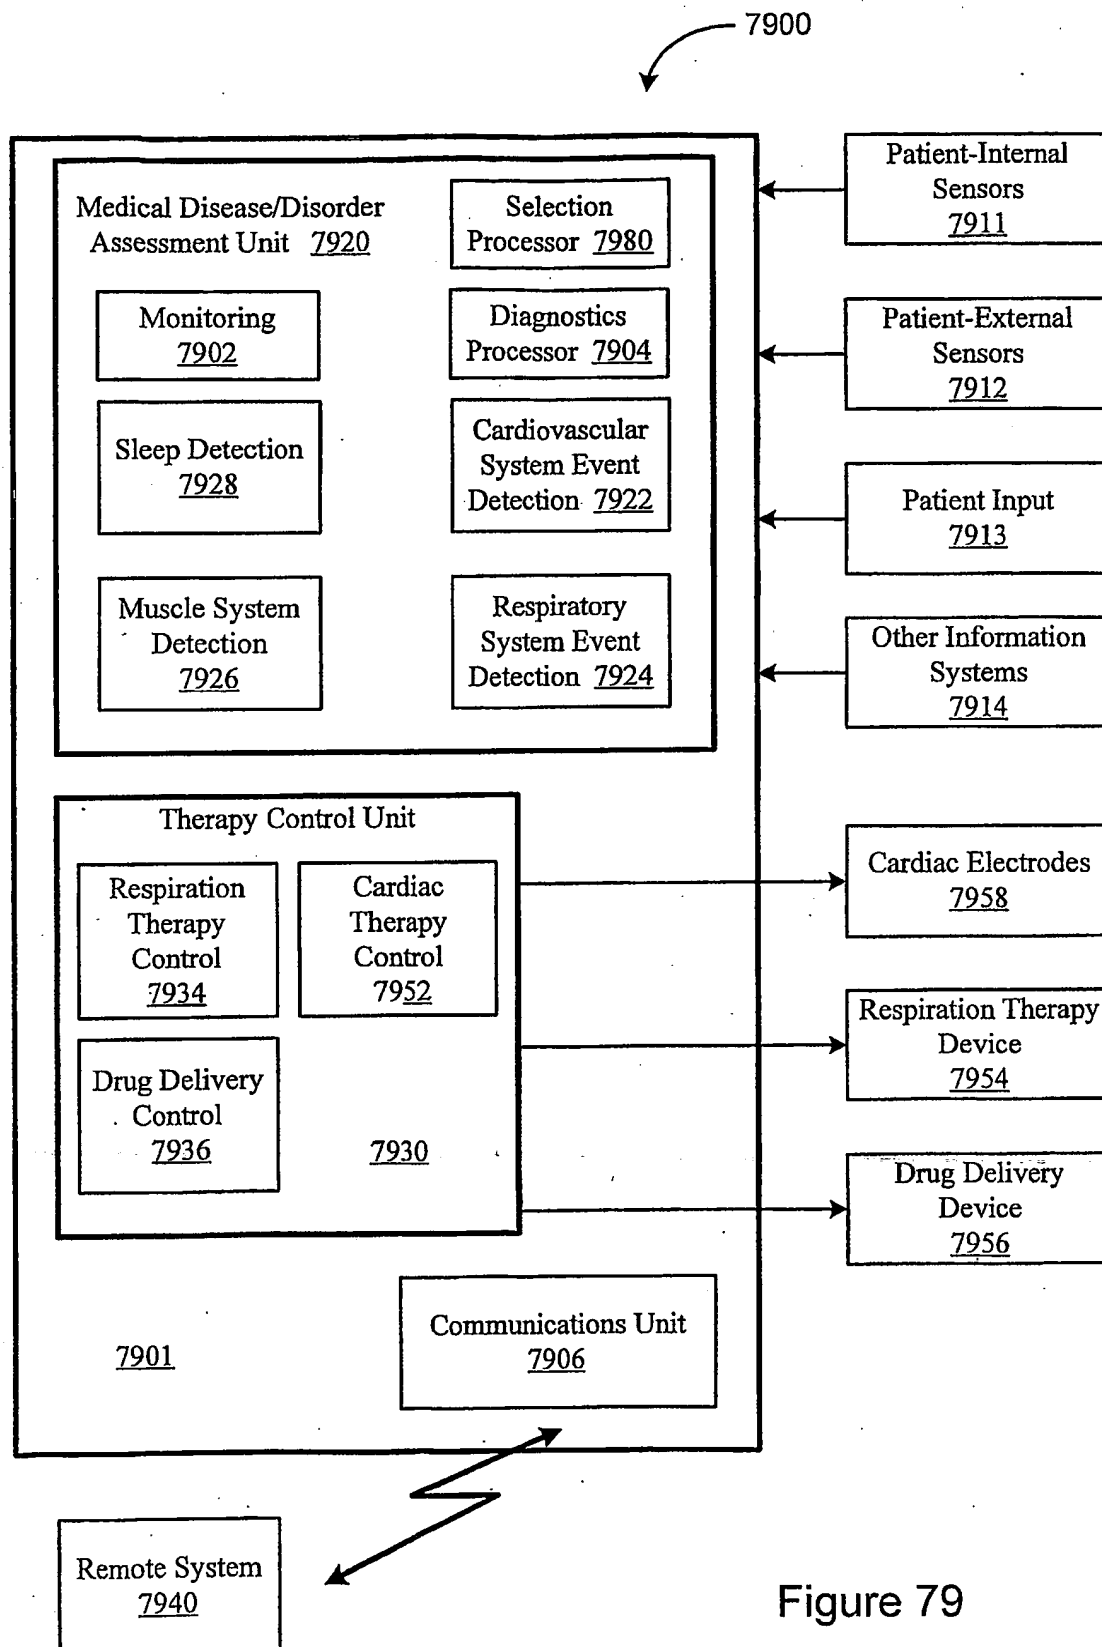 7900
Medical Disease/Disorder
Assessment Unit 7920
Selection
Processor 7980
Monitoring
7902
Diagnostics
Processor 7904
Sleep Detection
7928
Cardiovascular
System Event
Detection 7922
Muscle System
Detection
7926
Respiratory
System Event
Detection 7924
Patient-Internal
Sensors
7911
Patient-External
Sensors
7912
Patient Input
7913
Other Information
Systems
7914
Therapy Control Unit
Respiration
Therapy
Control
7934
Cardiac
Therapy
Control
7952
Drug Delivery
Control
7936
7930
Cardiac Electrodes
7958
Respiration Therapy
Device
7954
Drug Delivery
Device
7956
7901
Communications Unit
7906
Remote System
7940
Figure 79